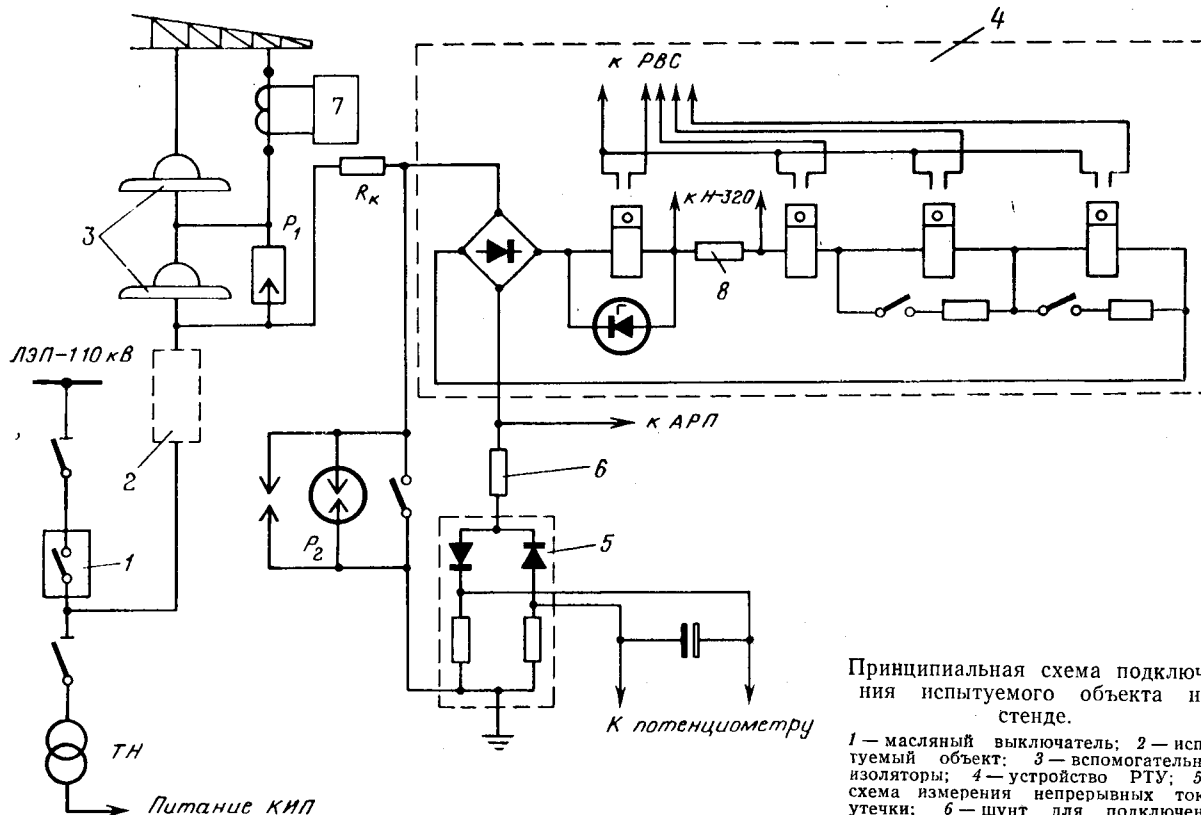 4
к РВС
7
Rк
3
P1
к Н-320
8
ЛЭП-110 кВ
к АРП
2
6
P2
5
1
К потенциометру
ТН
Питание КИП
Принципиальная схема подключ
ния испытуемого объекта н
стенде.
1 — масляный выключатель; 2 — исп
туемый объект; 3 — вспомогательн
изоляторы; 4 — устройство РТУ; 5
схема измерения непрерывных ток
утечки; 6 — шунт для подключен